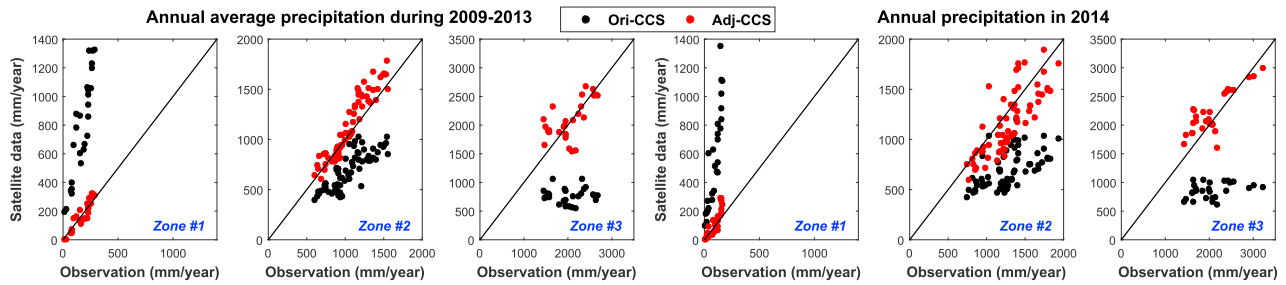 Annual average precipitation during 2009-2013
Ori-CCS Adj-CCS
Annual precipitation in 2014
Satellite data (mm/year)
0 200 400 600 800 1000 1200 1400
0 500 1000
Zone #1
Observation (mm/year)
0 500 1000 1500 2000
0 500 1000 1500 2000
Zone #2
Observation (mm/year)
0 500 1000 1500 2000 2500 3000 3500
0 1000 2000 3000
Zone #3
Observation (mm/year)
Satellite data (mm/year)
0 200 400 600 800 1000 1200 1400
0 500 1000
Zone #1
Observation (mm/year)
0 500 1000 1500 2000
0 500 1000 1500 2000
Zone #2
Observation (mm/year)
0 500 1000 1500 2000 2500 3000 3500
0 1000 2000 3000
Zone #3
Observation (mm/year)